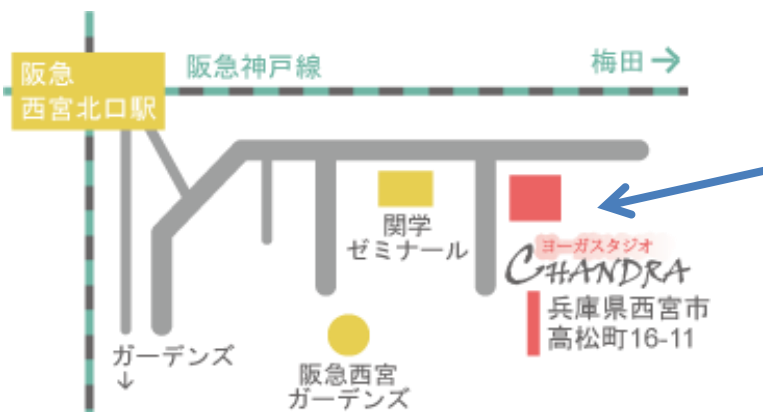 阪急
西宮北口駅
阪急神戸線
梅田→
関学
ゼミナール
ヨーガスタジオ
CHANDRA
兵庫県西宮市
高松町16-11
ガーデンズ
↓
阪急西宮
ガーデンズ